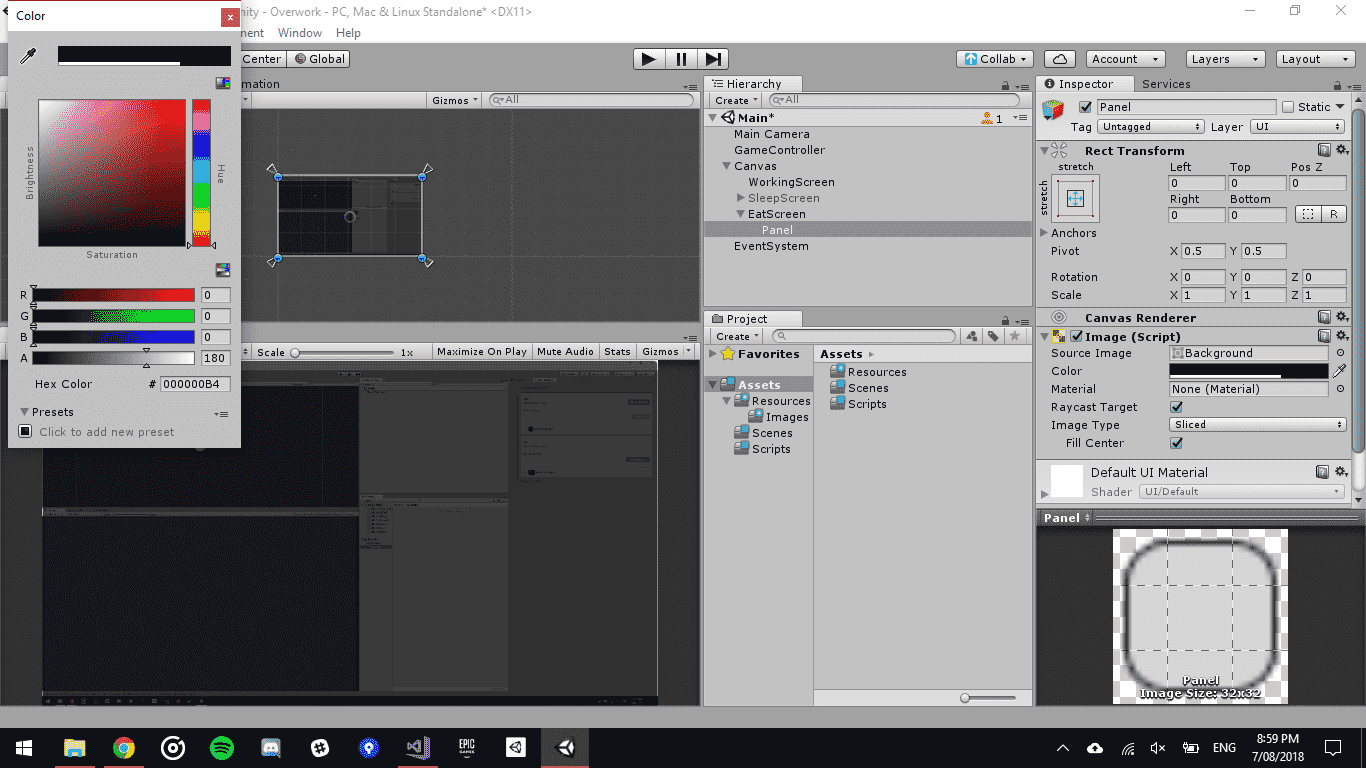 Color
x
nity - Overwork - PC, Mac & Linux Standalone* <DX11>
nent Window Help
Center Global
Collab Account Layers Layout
mation
Gizmos All
Brightness
Hue
Saturation
R 0
G 0
B 0
A 180
Hex Color # 000000B4
Presets
Click to add new preset
Scale 1x Maximize On Play Mute Audio Stats Gizmos
Hierarchy
Create All
Main* 1
Main Camera
GameController
Canvas
WorkingScreen
SleepScreen
EatScreen
Panel
EventSystem
Project
Create
Favorites
Assets
Resources
Images
Scenes
Scripts
Assets
Resources
Scenes
Scripts
Inspector Services
Panel Static
Tag Untagged Layer UI
Rect Transform
stretch Left Top Pos Z
stretch 0 0 0
Right Bottom
0 0 R
Anchors
Pivot X 0.5 Y 0.5
Rotation X 0 Y 0 Z 0
Scale X 1 Y 1 Z 1
Canvas Renderer
Image (Script)
Source Image Background
Color
Material None (Material)
Raycast Target
Image Type Sliced
Fill Center
Default UI Material
Shader UI/Default
Panel
Panel
Image Size: 32x32
EPIC
GAMES
ENG
8:59 PM
7/08/2018